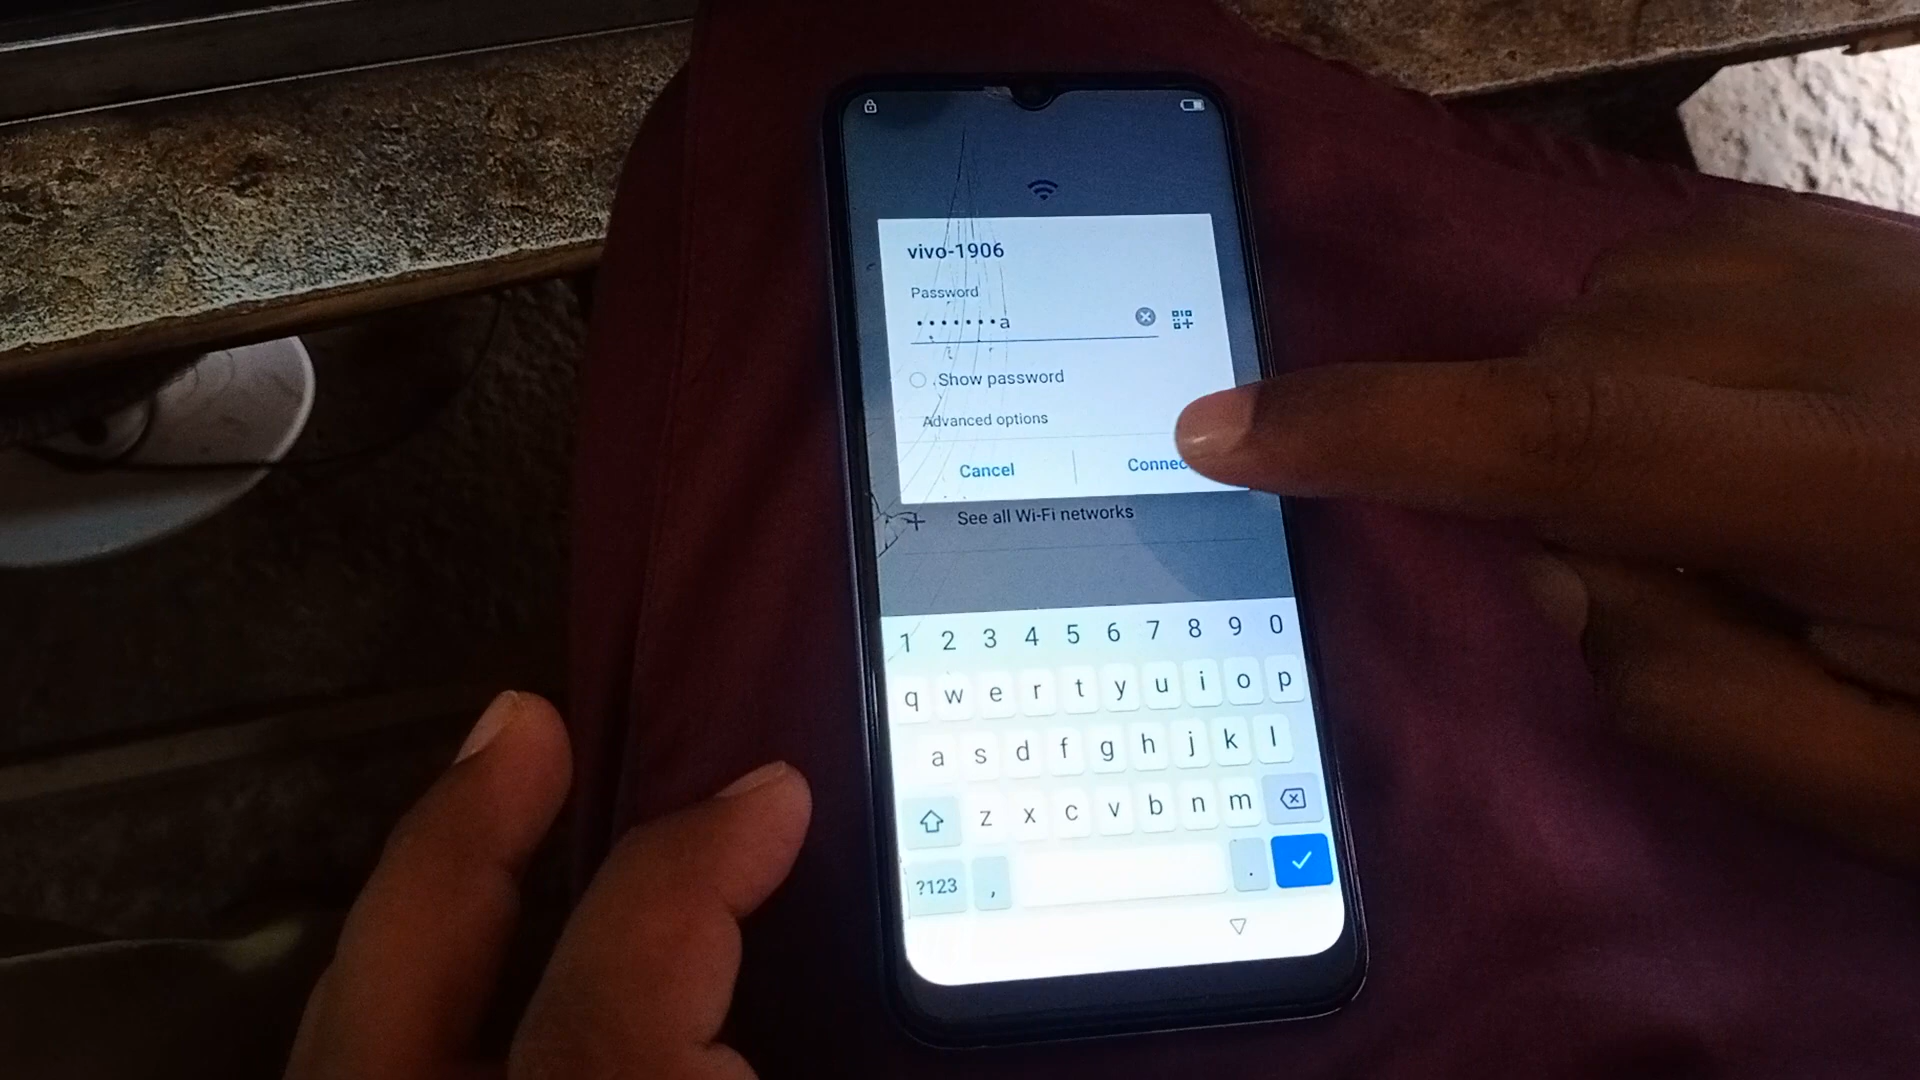 vivo-1906
Password
•••••••a
Show password
Advanced options
Cancel
Connec
See all Wi-Fi networks
1 2 3 4 5 6 7 8 9 0
q w e r t y u i o p
a s d f g h j k l
z x c v b n m
?123 , .